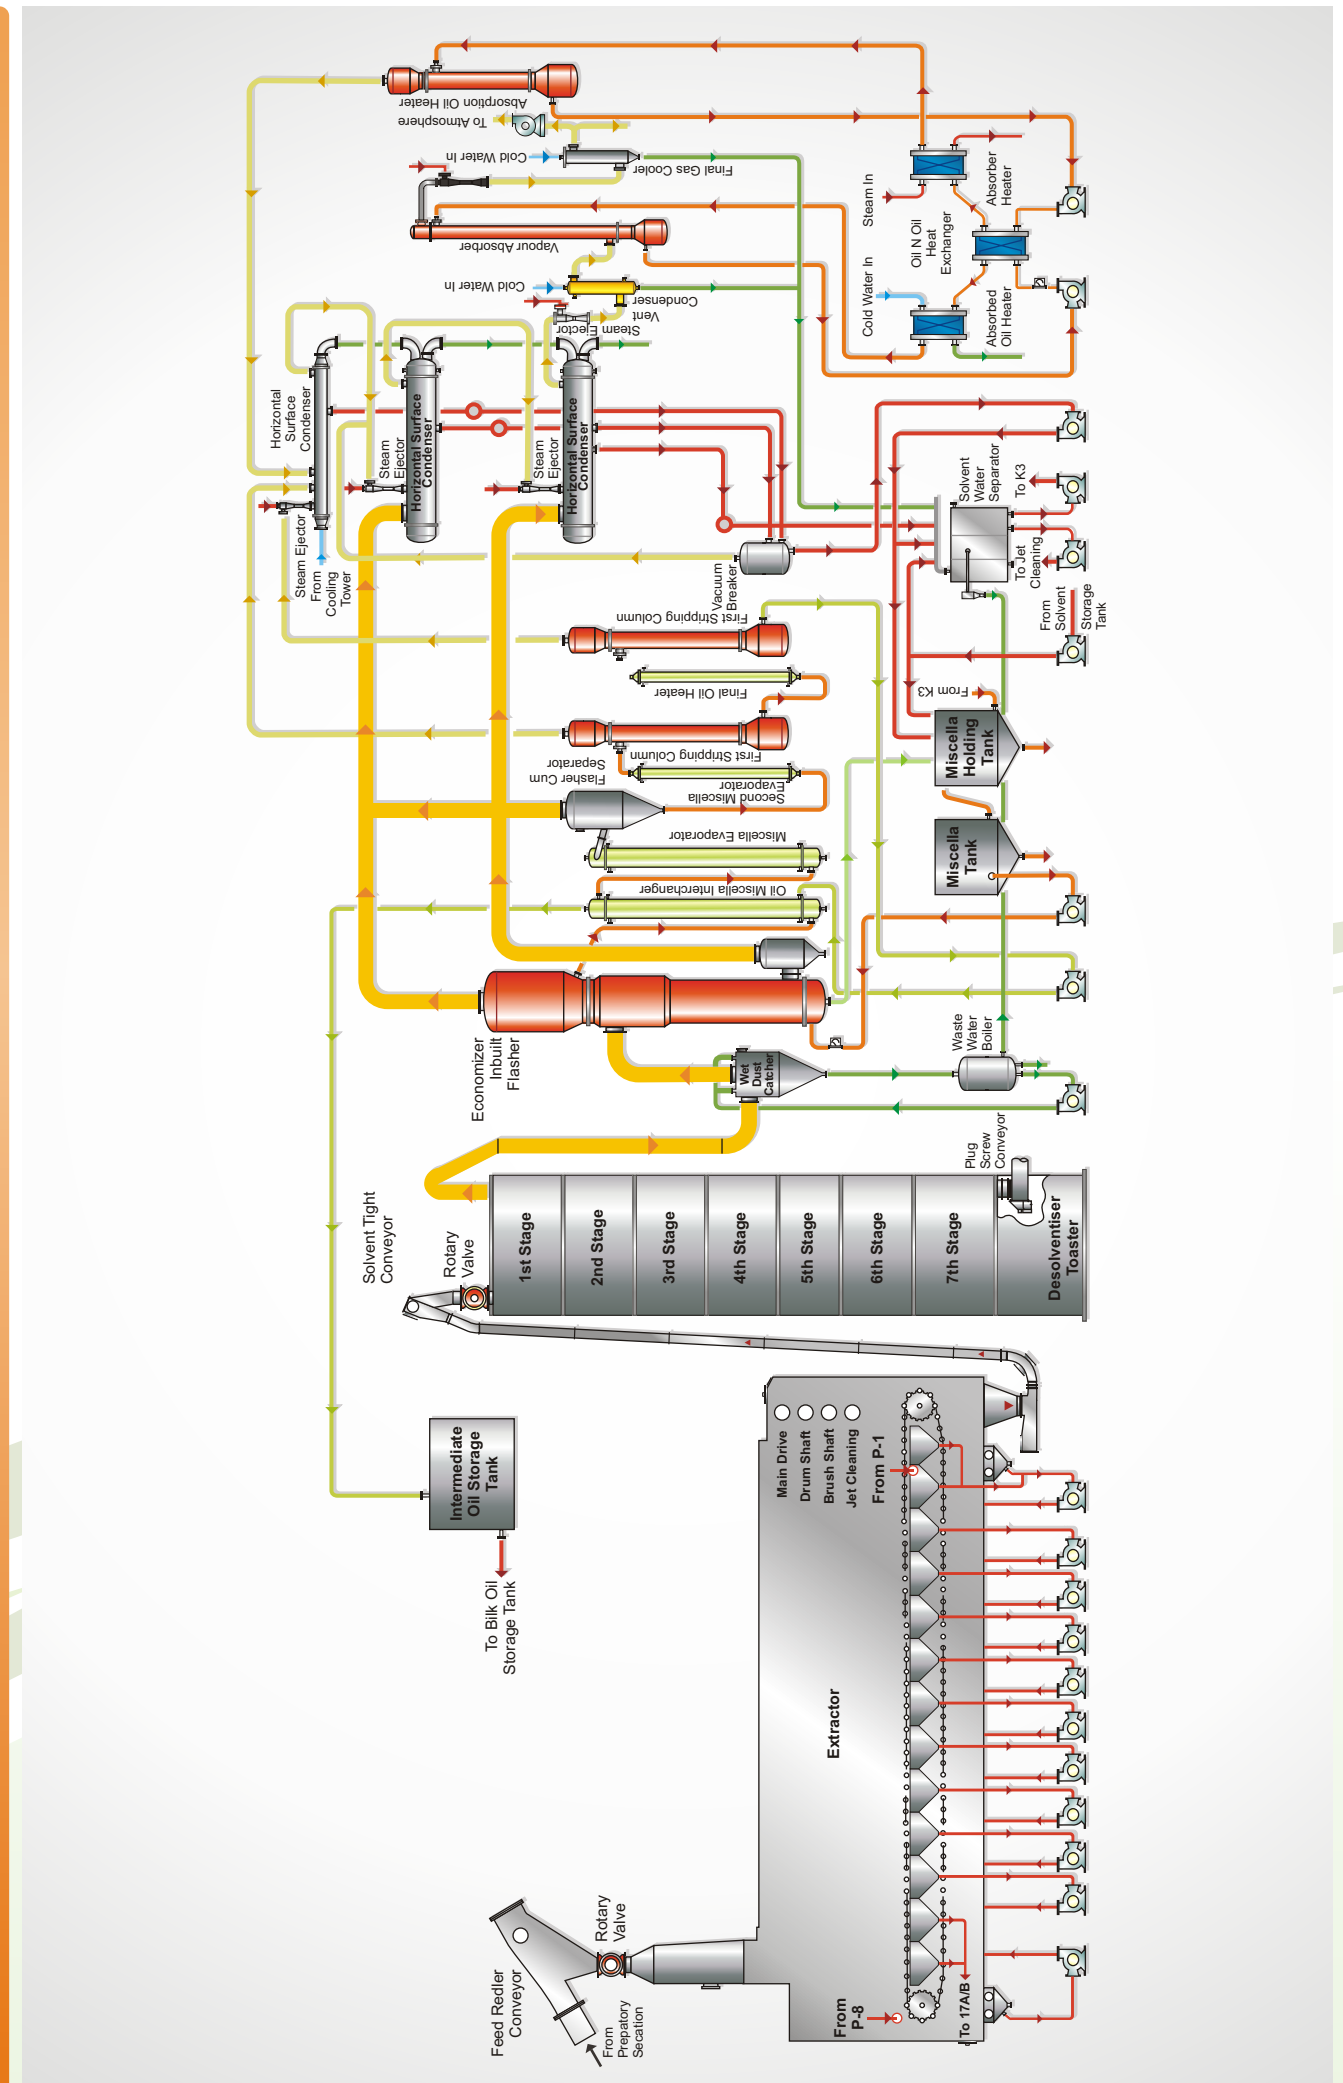 Absorption Oil Heater
To Atmosphere
Cold Water In
Final Gas Cooler
Vapour Absorber
Cold Water In
Condenser
Vent
Steam Ejector
Steam In
Absorber
Heater
Oil N Oil
Heat
Exchanger
Cold Water In
Absorbed
Oil Heater
Horizontal
Surface
Condenser
Steam
Ejector
Horizontal Surface
Condenser
Steam
Ejector
Horizontal Surface
Condenser
Steam Ejector
From
Cooling
Tower
Vacuum
Breaker
Solvent
Water
Separator
To K3
To Jet
Cleaning
From
Solvent
Storage
Tank
First Stripping Column
Final Oil Heater
From K3
First Stripping Column
Flasher Cum
Separator
Second Miscella
Evaporator
Miscella
Holding
Tank
Miscella Evaporator
Miscella
Tank
Oil Miscella Interchanger
Economizer
Inbuilt
Flasher
Wet
Dust
Catcher
Waste
Water
Boiler
Plug
Screw
Conveyor
Solvent Tight
Conveyor
Rotary
Valve
1st Stage
2nd Stage
3rd Stage
4th Stage
5th Stage
6th Stage
7th Stage
Desolventiser
Toaster
Intermediate
Oil Storage
Tank
To Bilk Oil
Storage Tank
Main Drive
Drum Shaft
Brush Shaft
Jet Cleaning
From P-1
Extractor
Feed Redler
Conveyor
Rotary
Valve
From
Prepatory
Secation
From
P-8
To 17A/B